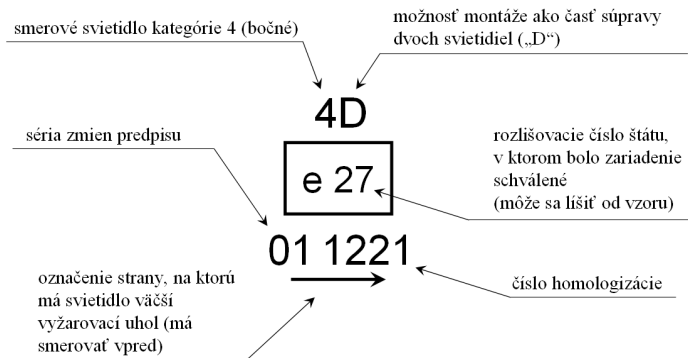 smerové svietidlo kategórie 4 (bočné)
možnosť montáže ako časť súpravy
dvoch svietidiel („D“)
4D
séria zmien predpisu
e 27
rozlišovacie číslo štátu,
v ktorom bolo zariadenie
schválené
(môže sa líšiť od vzoru)
01 1221
označenie strany, na ktorú
má svietidlo väčší
vyžarovací uhol (má
smerovať vpred)
číslo homologizácie